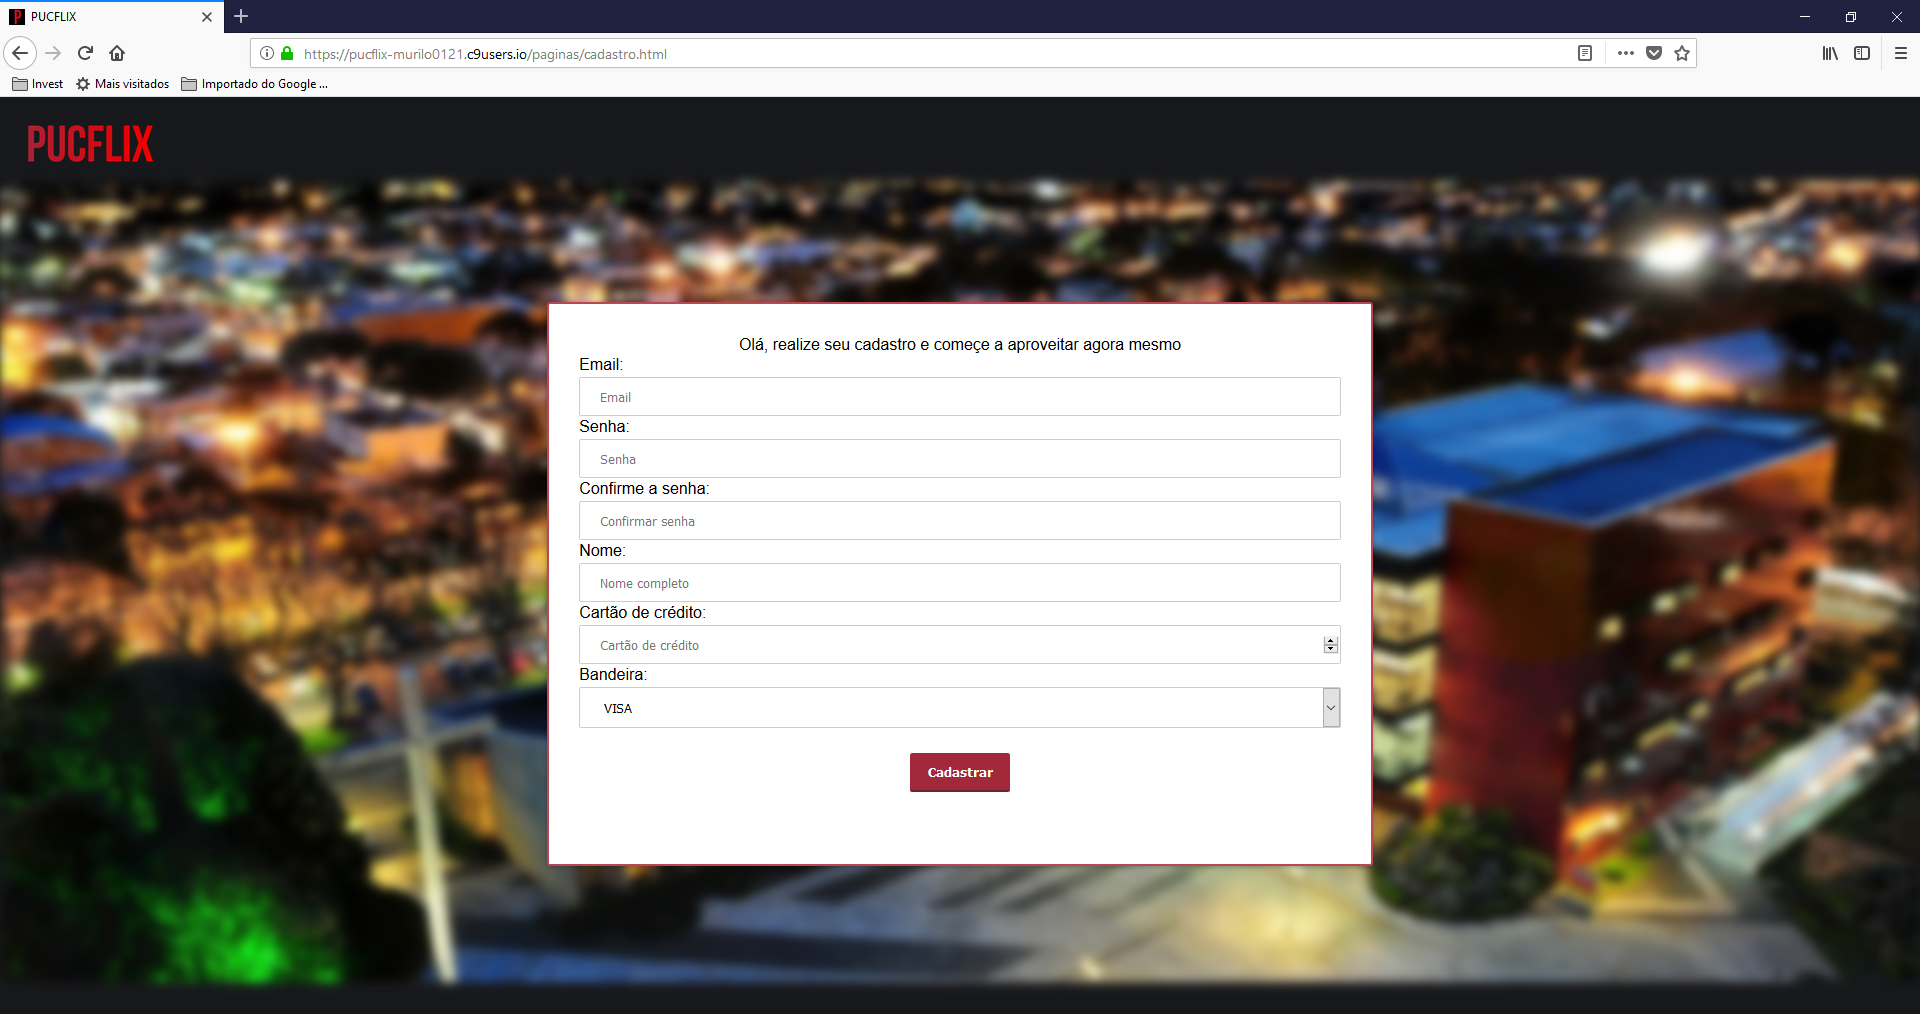 PUCFLIX
https://pucflix-murilo0121.c9users.io/paginas/cadastro.html
Invest
Mais visitados
Importado do Google ...
PUCFLIX
Olá, realize seu cadastro e começe a aproveitar agora mesmo
Email:
Email
Senha:
Senha
Confirme a senha:
Confirmar senha
Nome:
Nome completo
Cartão de crédito:
Cartão de crédito
Bandeira:
VISA
Cadastrar